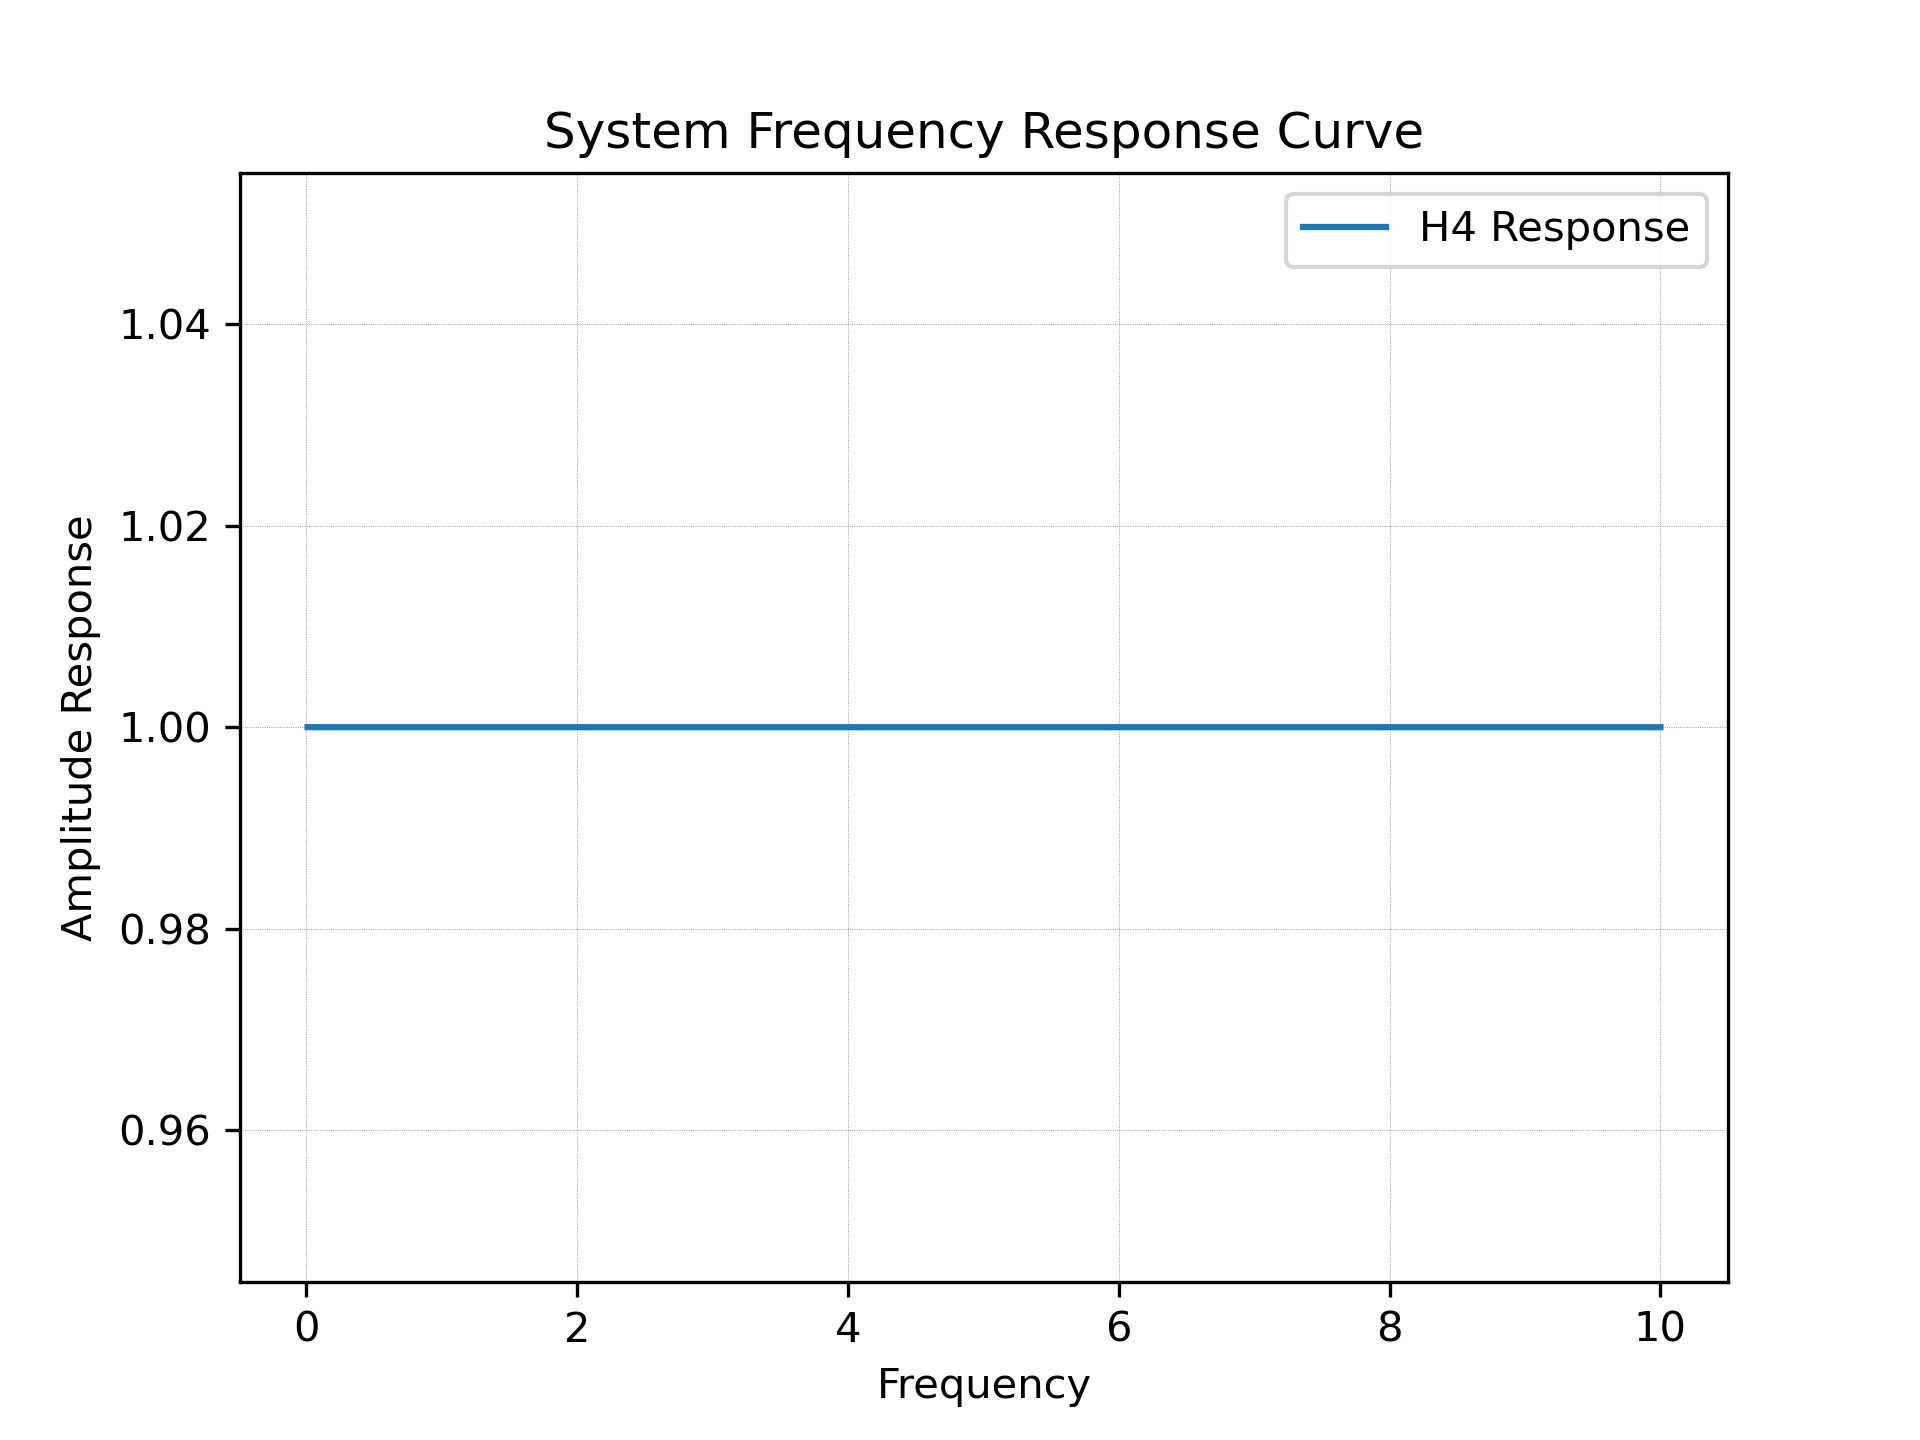 System Frequency Response Curve
H4 Response
1.04
1.02
1.00
0.98
0.96
Amplitude Response
0 2 4 6 8 10
Frequency